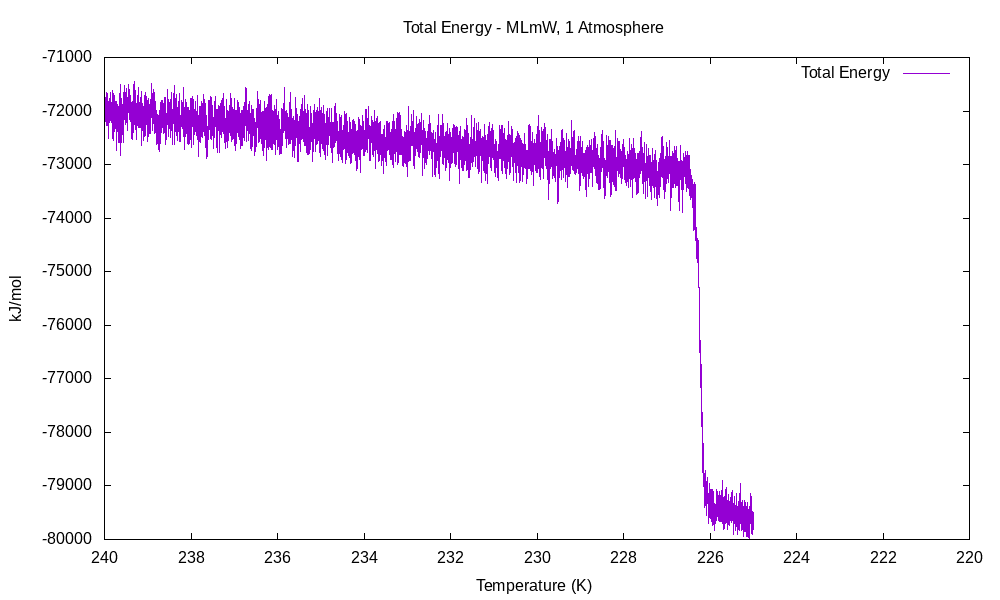 Total Energy - MLmW, 1 Atmosphere
Total Energy
-71000
-72000
-73000
-74000
-75000
-76000
-77000
-78000
-79000
-80000
kJ/mol
240 238 236 234 232 230 228 226 224 222 220
Temperature (K)